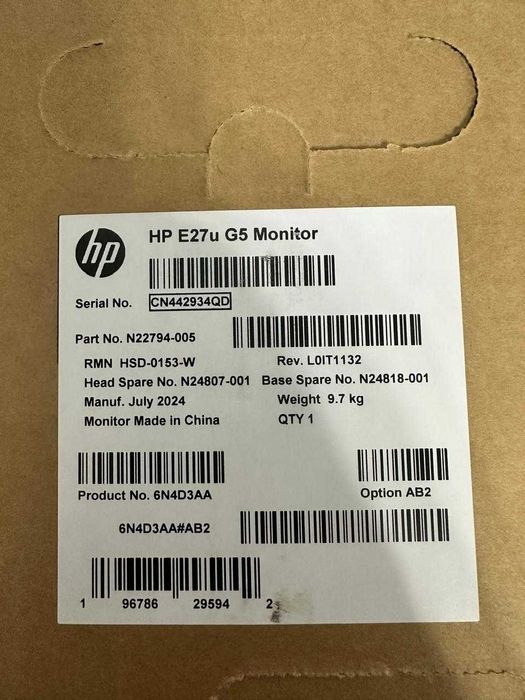 hp
HP E27u G5 Monitor
Serial No. CN442934QD
Part No. N22794-005
RMN HSD-0153-W Rev. L0IT1132
Head Spare No. N24807-001 Base Spare No. N24818-001
Manuf. July 2024 Weight 9.7 kg
Monitor Made in China QTY 1
Product No. 6N4D3AA Option AB2
6N4D3AA#AB2
1 96786 29594 2